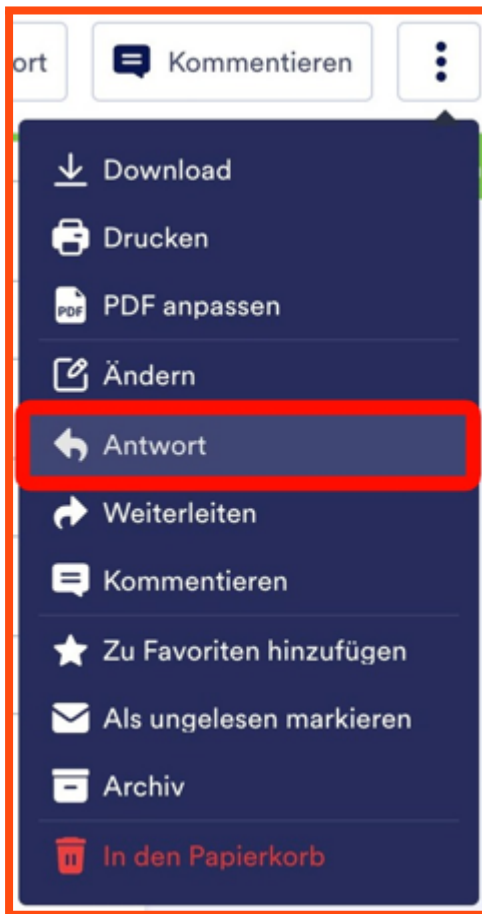 ort Kommentieren
Download
Drucken
PDF PDF anpassen
Ändern
Antwort
Weiterleiten
Kommentieren
Zu Favoriten hinzufügen
Als ungelesen markieren
Archiv
In den Papierkorb